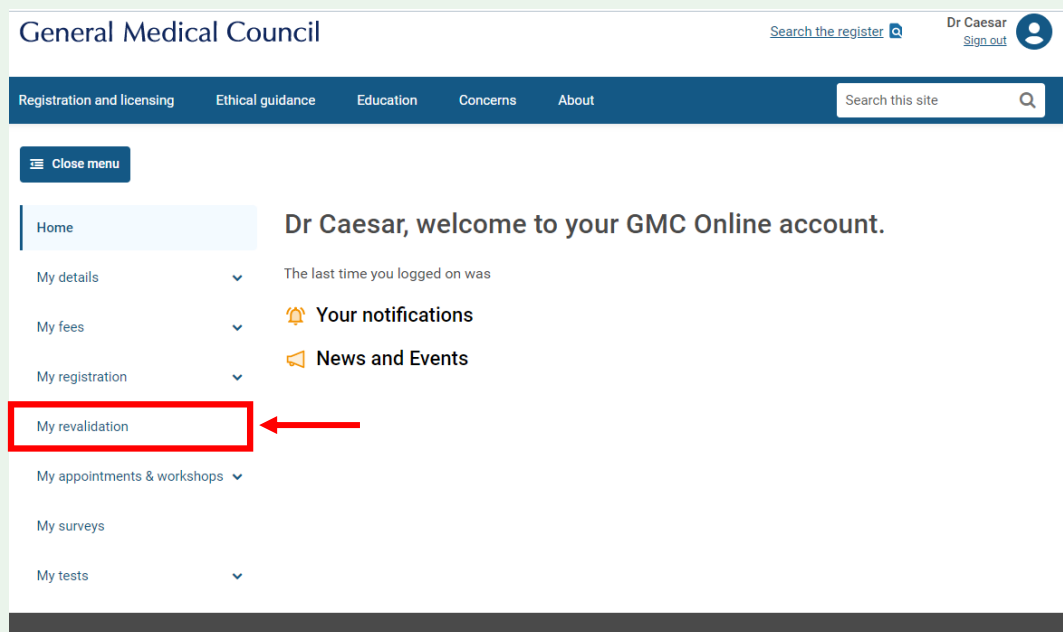 General Medical Council
Search the register
Dr Caesar
Sign out
Registration and licensing
Ethical guidance
Education
Concerns
About
Search this site
Close menu
Home
My details
My fees
My registration
My revalidation
My appointments & workshops
My surveys
My tests
Dr Caesar, welcome to your GMC Online account.
The last time you logged on was
Your notifications
News and Events